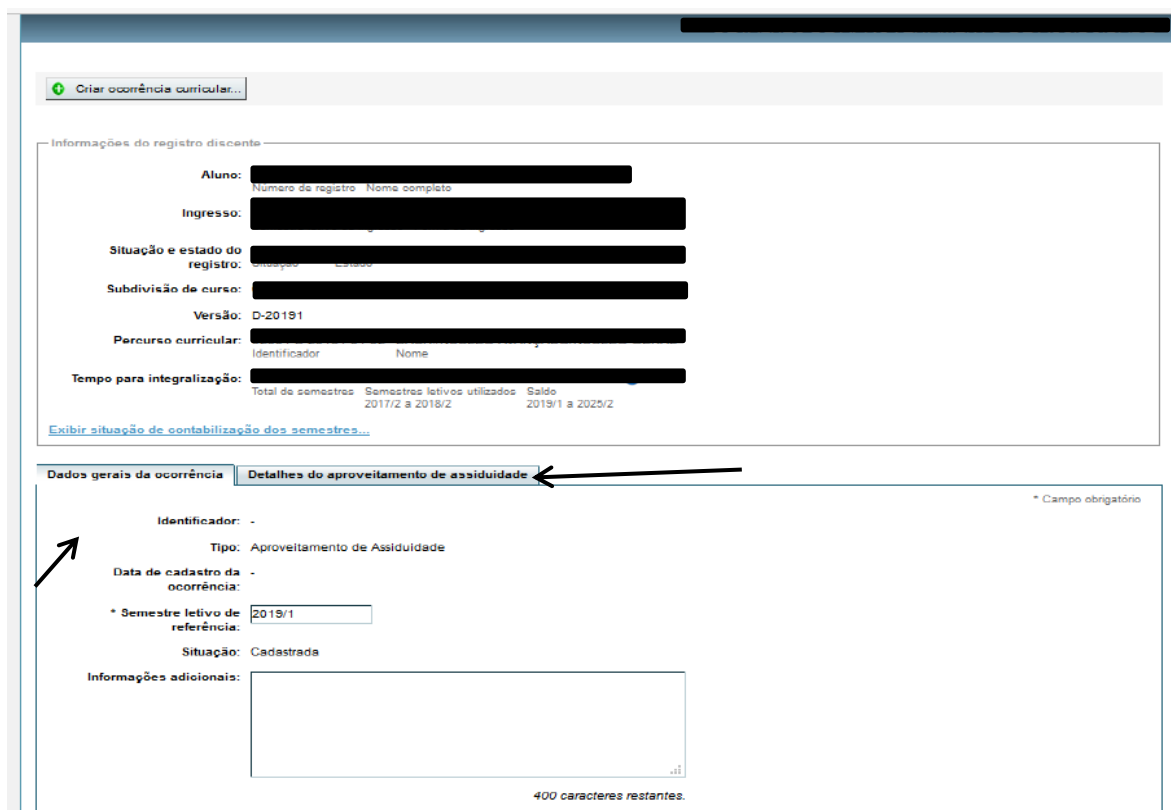 Criar ocorrência curricular...
Informações do registro discente
Aluno:
Número de registro Nome completo
Ingresso:
Situação e estado do
registro:
Situação Estado
Subdivisão de curso:
Versão: D-20191
Percurso curricular:
Identificador Nome
Tempo para integralização:
Total de semestres Semestres letivos utilizados Saldo
2017/2 a 2018/2 2019/1 a 2025/2
Exibir situação de contabilização dos semestres...
Dados gerais da ocorrência Detalhes do aproveitamento de assiduidade
* Campo obrigatório
Identificador: -
Tipo: Aproveitamento de Assiduidade
Data de cadastro da -
ocorrência:
* Semestre letivo de 2019/1
referência:
Situação: Cadastrada
Informações adicionais:
400 caracteres restantes.